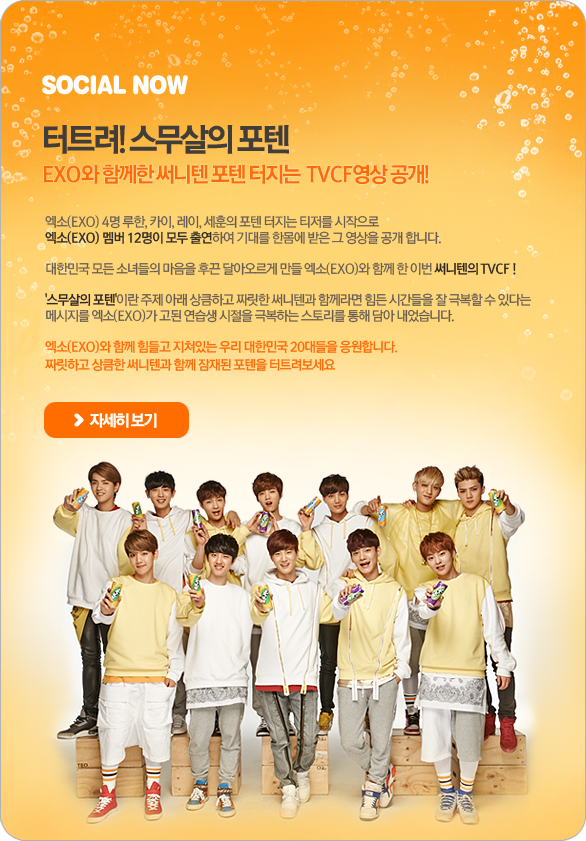 SOCIAL NOW
터트려! 스무살의 포텐
EXO와 함께한 써니텐 포텐 터지는 TVCF영상 공개!
엑소(EXO) 4명 루한, 카이, 레이, 세훈의 포텐 터지는 티저를 시작으로
엑소(EXO) 멤버 12명이 모두 출연하여 기대를 한몸에 받은 그 영상을 공개 합니다.
대한민국 모든 소녀들의 마음을 후끈 달아오르게 만들 엑소(EXO)와 함께 한 이번 써니텐의 TVCF !
'스무살의 포텐'이란 주제 아래 상큼하고 짜릿한 써니텐과 함께라면 힘든 시간들을 잘 극복할 수 있다는
메시지를 엑소(EXO)가 고된 연습생 시절을 극복하는 스토리를 통해 담아 내었습니다.
엑소(EXO)와 함께 힘들고 지쳐있는 우리 대한민국 20대들을 응원합니다.
짜릿하고 상큼한 써니텐과 함께 잠재된 포텐을 터트려보세요
자세히 보기